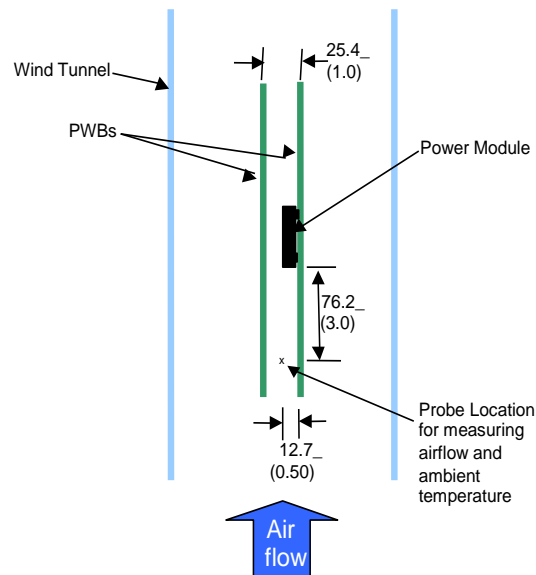 25.4_
(1.0)
Wind Tunnel
PWBs
Power Module
76.2_
(3.0)
x
Probe Location
for measuring
airflow and
ambient
temperature
12.7_
(0.50)
Air
flow